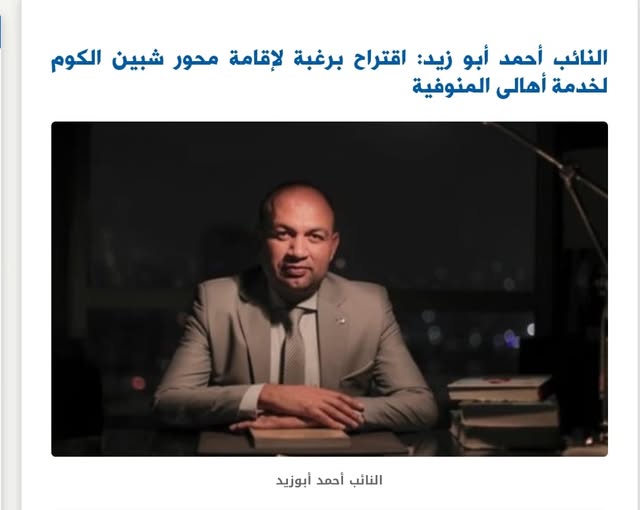 النائب أحمد أبو زيد: اقتراح برغبة لإقامة محور شبين الكوم
لخدمة أهالى المنوفية
النائب أحمد أبوزيد